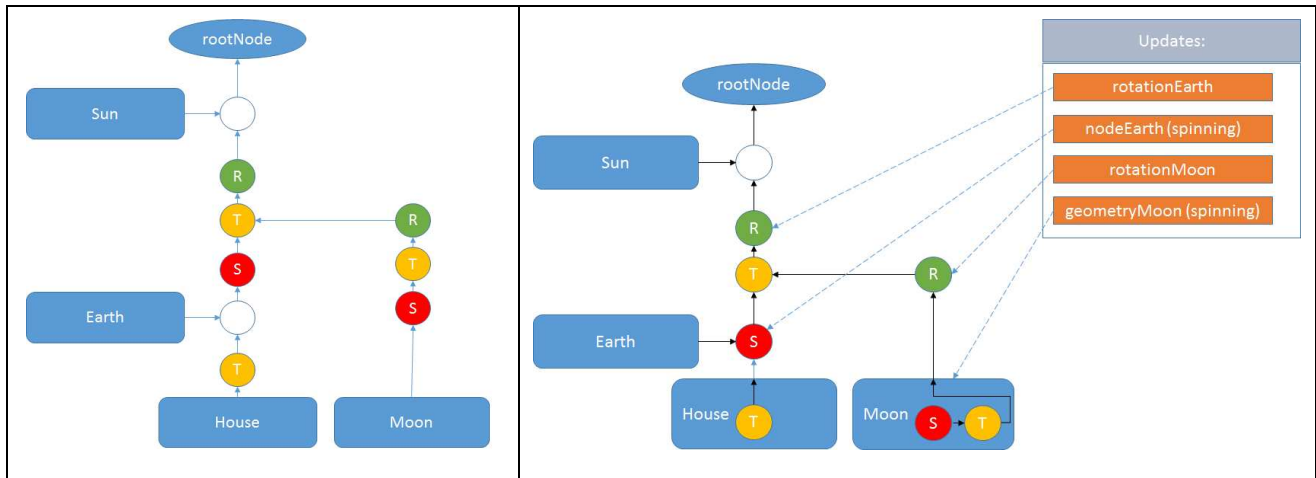 rootNode
Sun
R
T
R
S
T
Earth
S
T
House
Moon
Updates:
rotationEarth
rootNode
nodeEarth (spinning)
Sun
rotationMoon
geometryMoon (spinning)
R
T
R
Earth
S
House
T
Moon
S
T